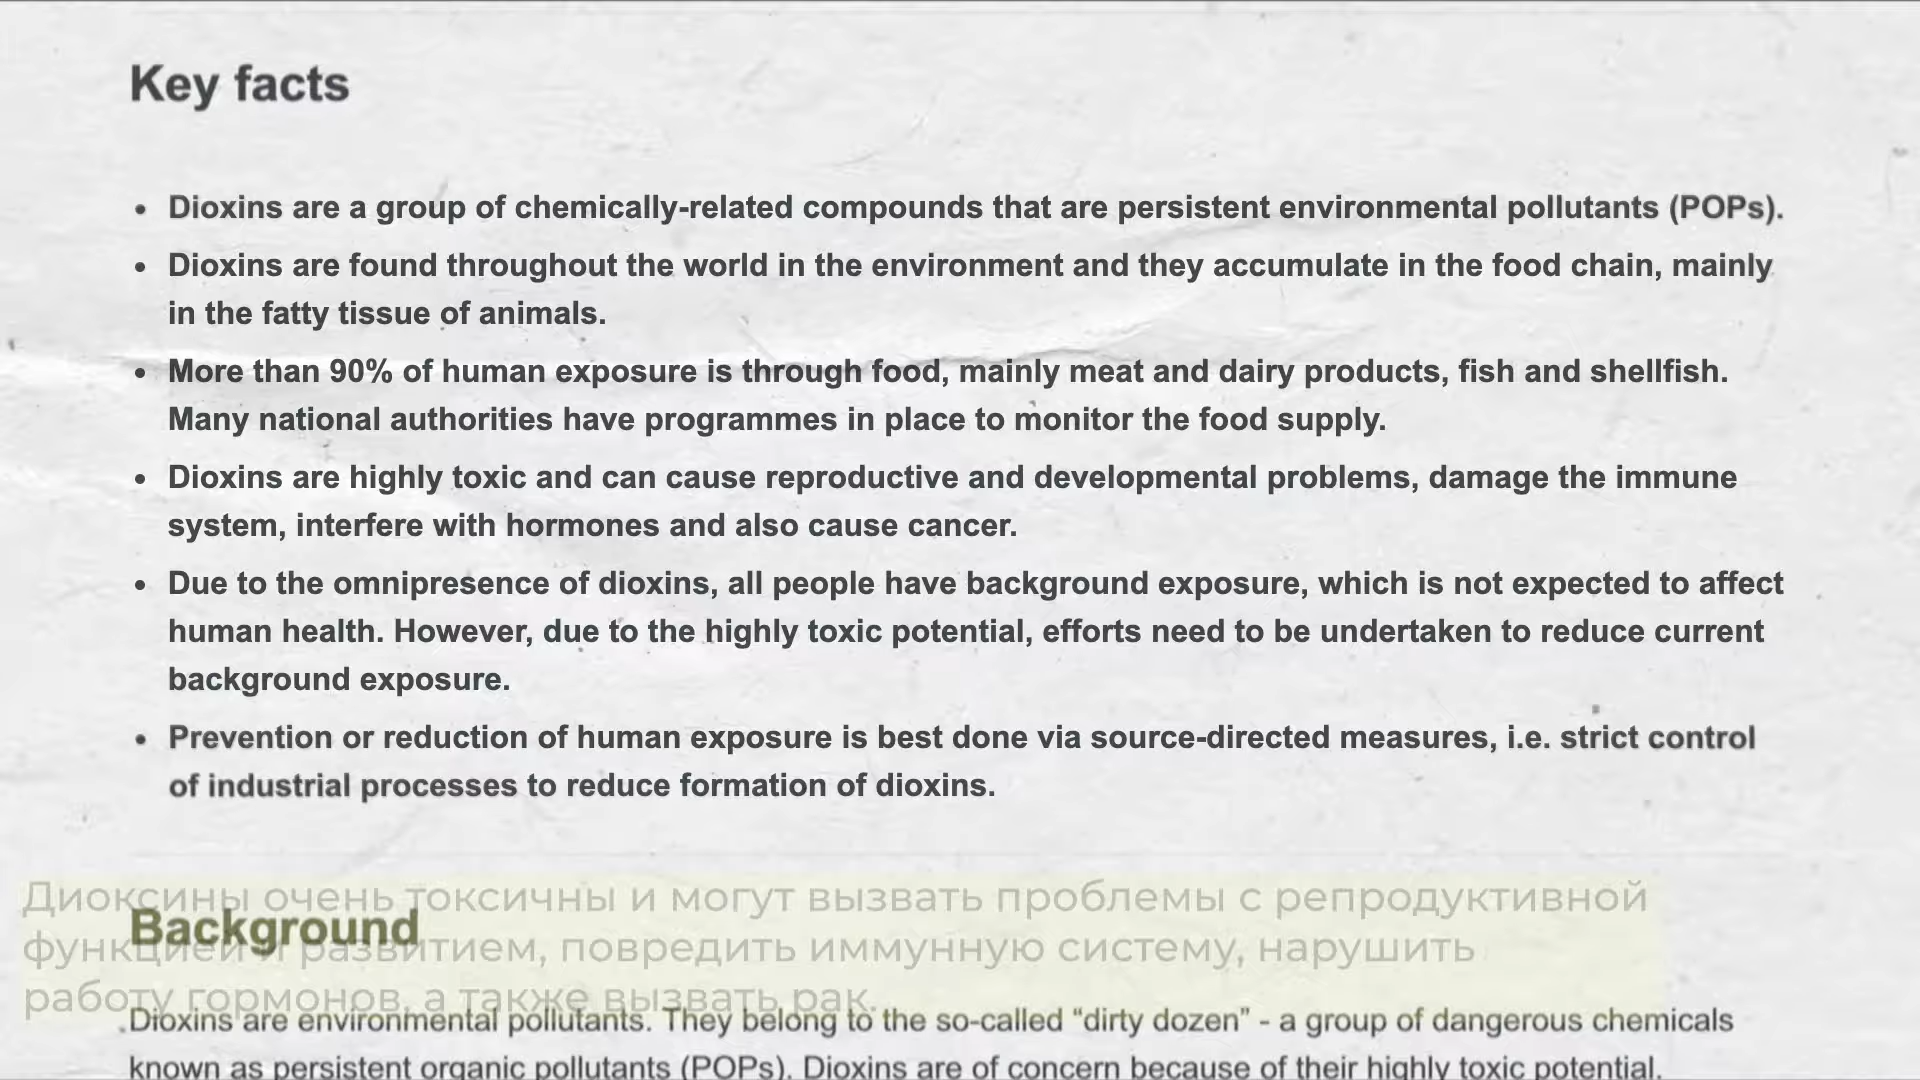 Key facts
• Dioxins are a group of chemically-related compounds that are persistent environmental pollutants (POPs).
• Dioxins are found throughout the world in the environment and they accumulate in the food chain, mainly
in the fatty tissue of animals.
• More than 90% of human exposure is through food, mainly meat and dairy products, fish and shellfish.
Many national authorities have programmes in place to monitor the food supply.
• Dioxins are highly toxic and can cause reproductive and developmental problems, damage the immune
system, interfere with hormones and also cause cancer.
• Due to the omnipresence of dioxins, all people have background exposure, which is not expected to affect
human health. However, due to the highly toxic potential, efforts need to be undertaken to reduce current
background exposure.
• Prevention or reduction of human exposure is best done via source-directed measures, i.e. strict control
of industrial processes to reduce formation of dioxins.
Диоксины очень токсичны и могут вызвать проблемы с репродуктивной
Background
функцией и развитием, повредить иммунную систему, нарушить
работу гормонов, а также вызвать рак.
Dioxins are environmental pollutants. They belong to the so-called "dirty dozen" - a group of dangerous chemicals
known as persistent organic pollutants (POPs). Dioxins are of concern because of their highly toxic potential.